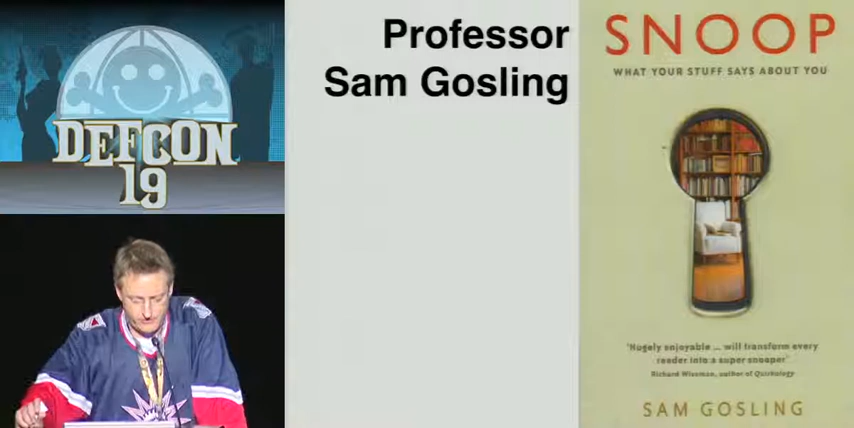 DEFCON
19
Professor
Sam Gosling
SNOOP
WHAT YOUR STUFF SAYS ABOUT YOU
'Hugely enjoyable ... will transform every
reader into a super snooper'
Richard Wiseman, author of Quirkology
SAM GOSLING